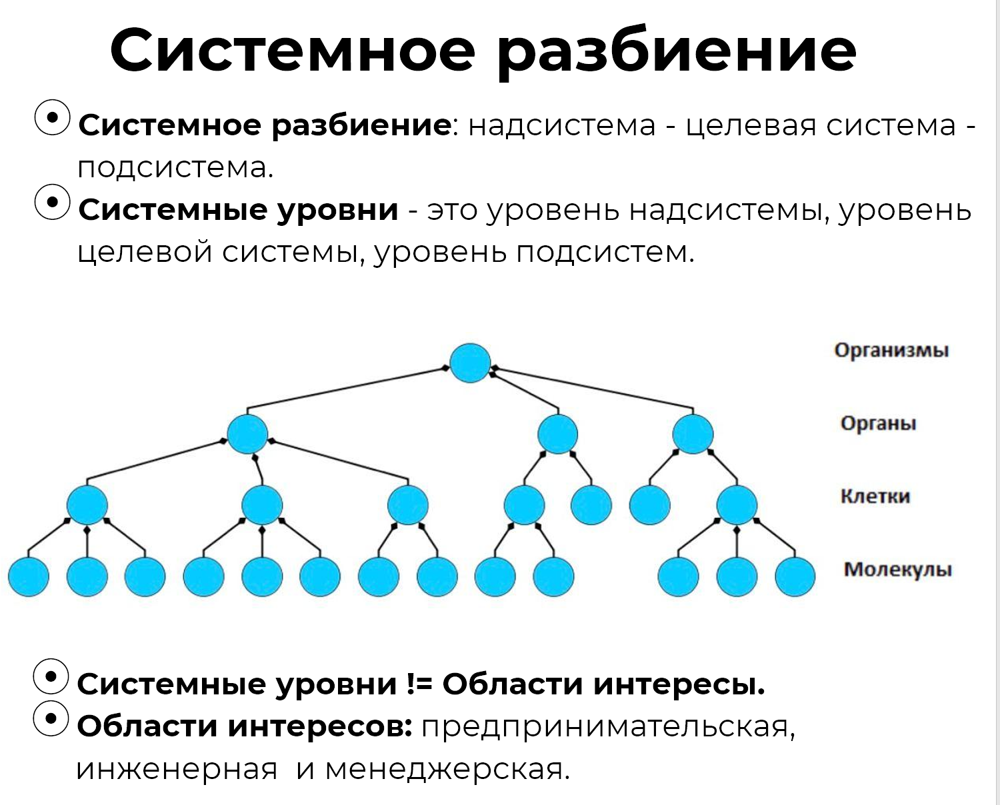 Системное разбиение
Системное разбиение: надсистема - целевая система -
подсистема.
Системные уровни - это уровень надсистемы, уровень
целевой системы, уровень подсистем.
Организмы
Органы
Клетки
Молекулы
Системные уровни != Области интересы.
Области интересов: предпринимательская,
инженерная и менеджерская.